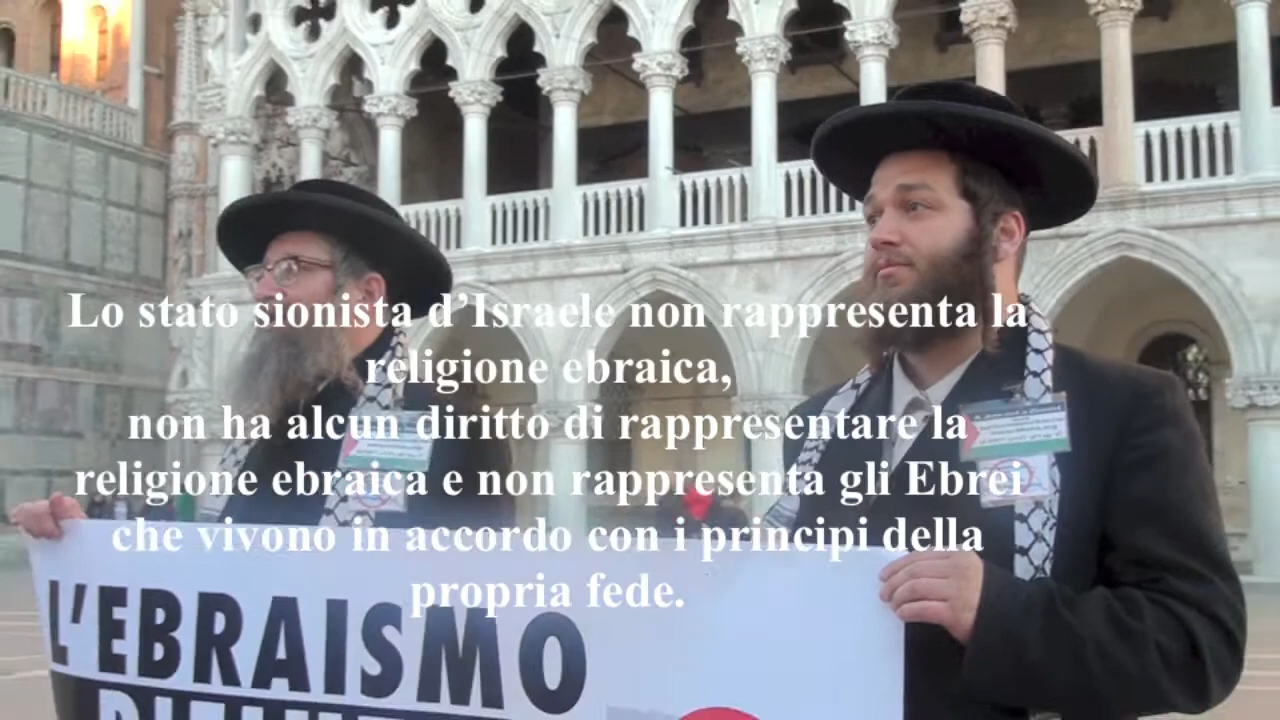 Lo stato sionista d’Israele non rappresenta la
religione ebraica,
non ha alcun diritto di rappresentare la
religione ebraica e non rappresenta gli Ebrei
che vivono in accordo con i principi della
propria fede.
L’EBRAISMO